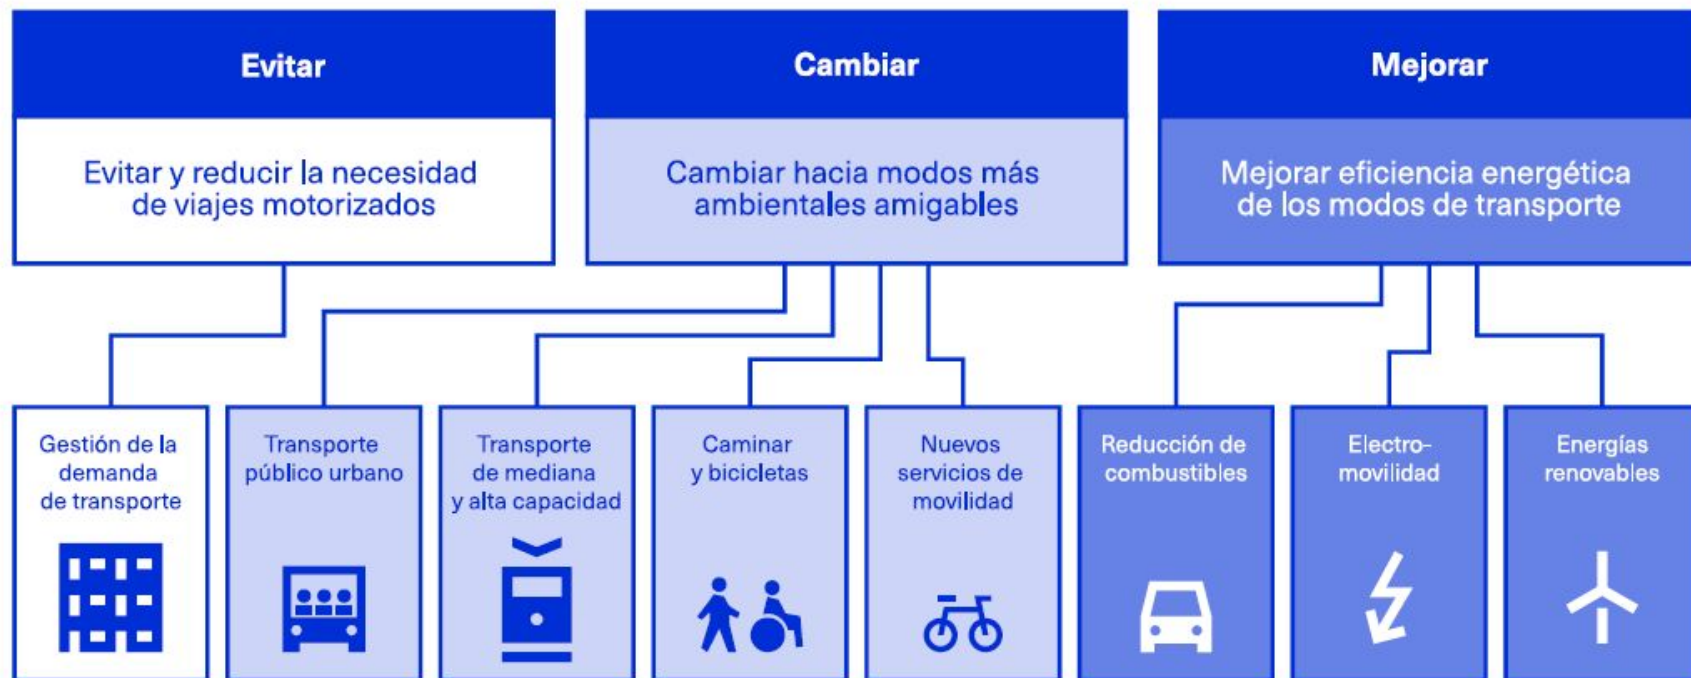 Evitar
Evitar y reducir la necesidad
de viajes motorizados
Cambiar
Cambiar hacia modos más
ambientales amigables
Mejorar
Mejorar eficiencia energética
de los modos de transporte
Gestión de la
demanda
de transporte
Transporte
público urbano
Transporte
de mediana
y alta capacidad
Caminar
y bicicletas
Nuevos
servicios de
movilidad
Reducción de
combustibles
Electro-
movilidad
Energías
renovables